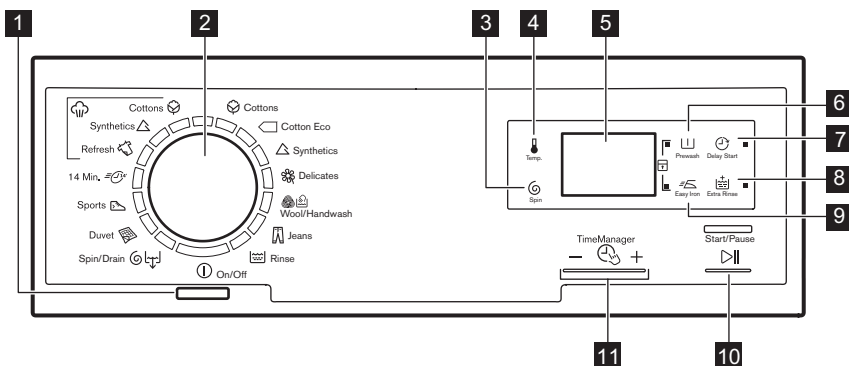 1
2
3
4
5
6
7
8
9
10
11
Cottons
Synthetics
Refresh
14 Min.
Sports
Duvet
Spin/Drain
Cottons
Cotton Eco
Synthetics
Delicates
Wool/Handwash
Jeans
Rinse
On/Off
Temp.
Spin
Prewash
Delay Start
Easy Iron
Extra Rinse
TimeManager
Start/Pause